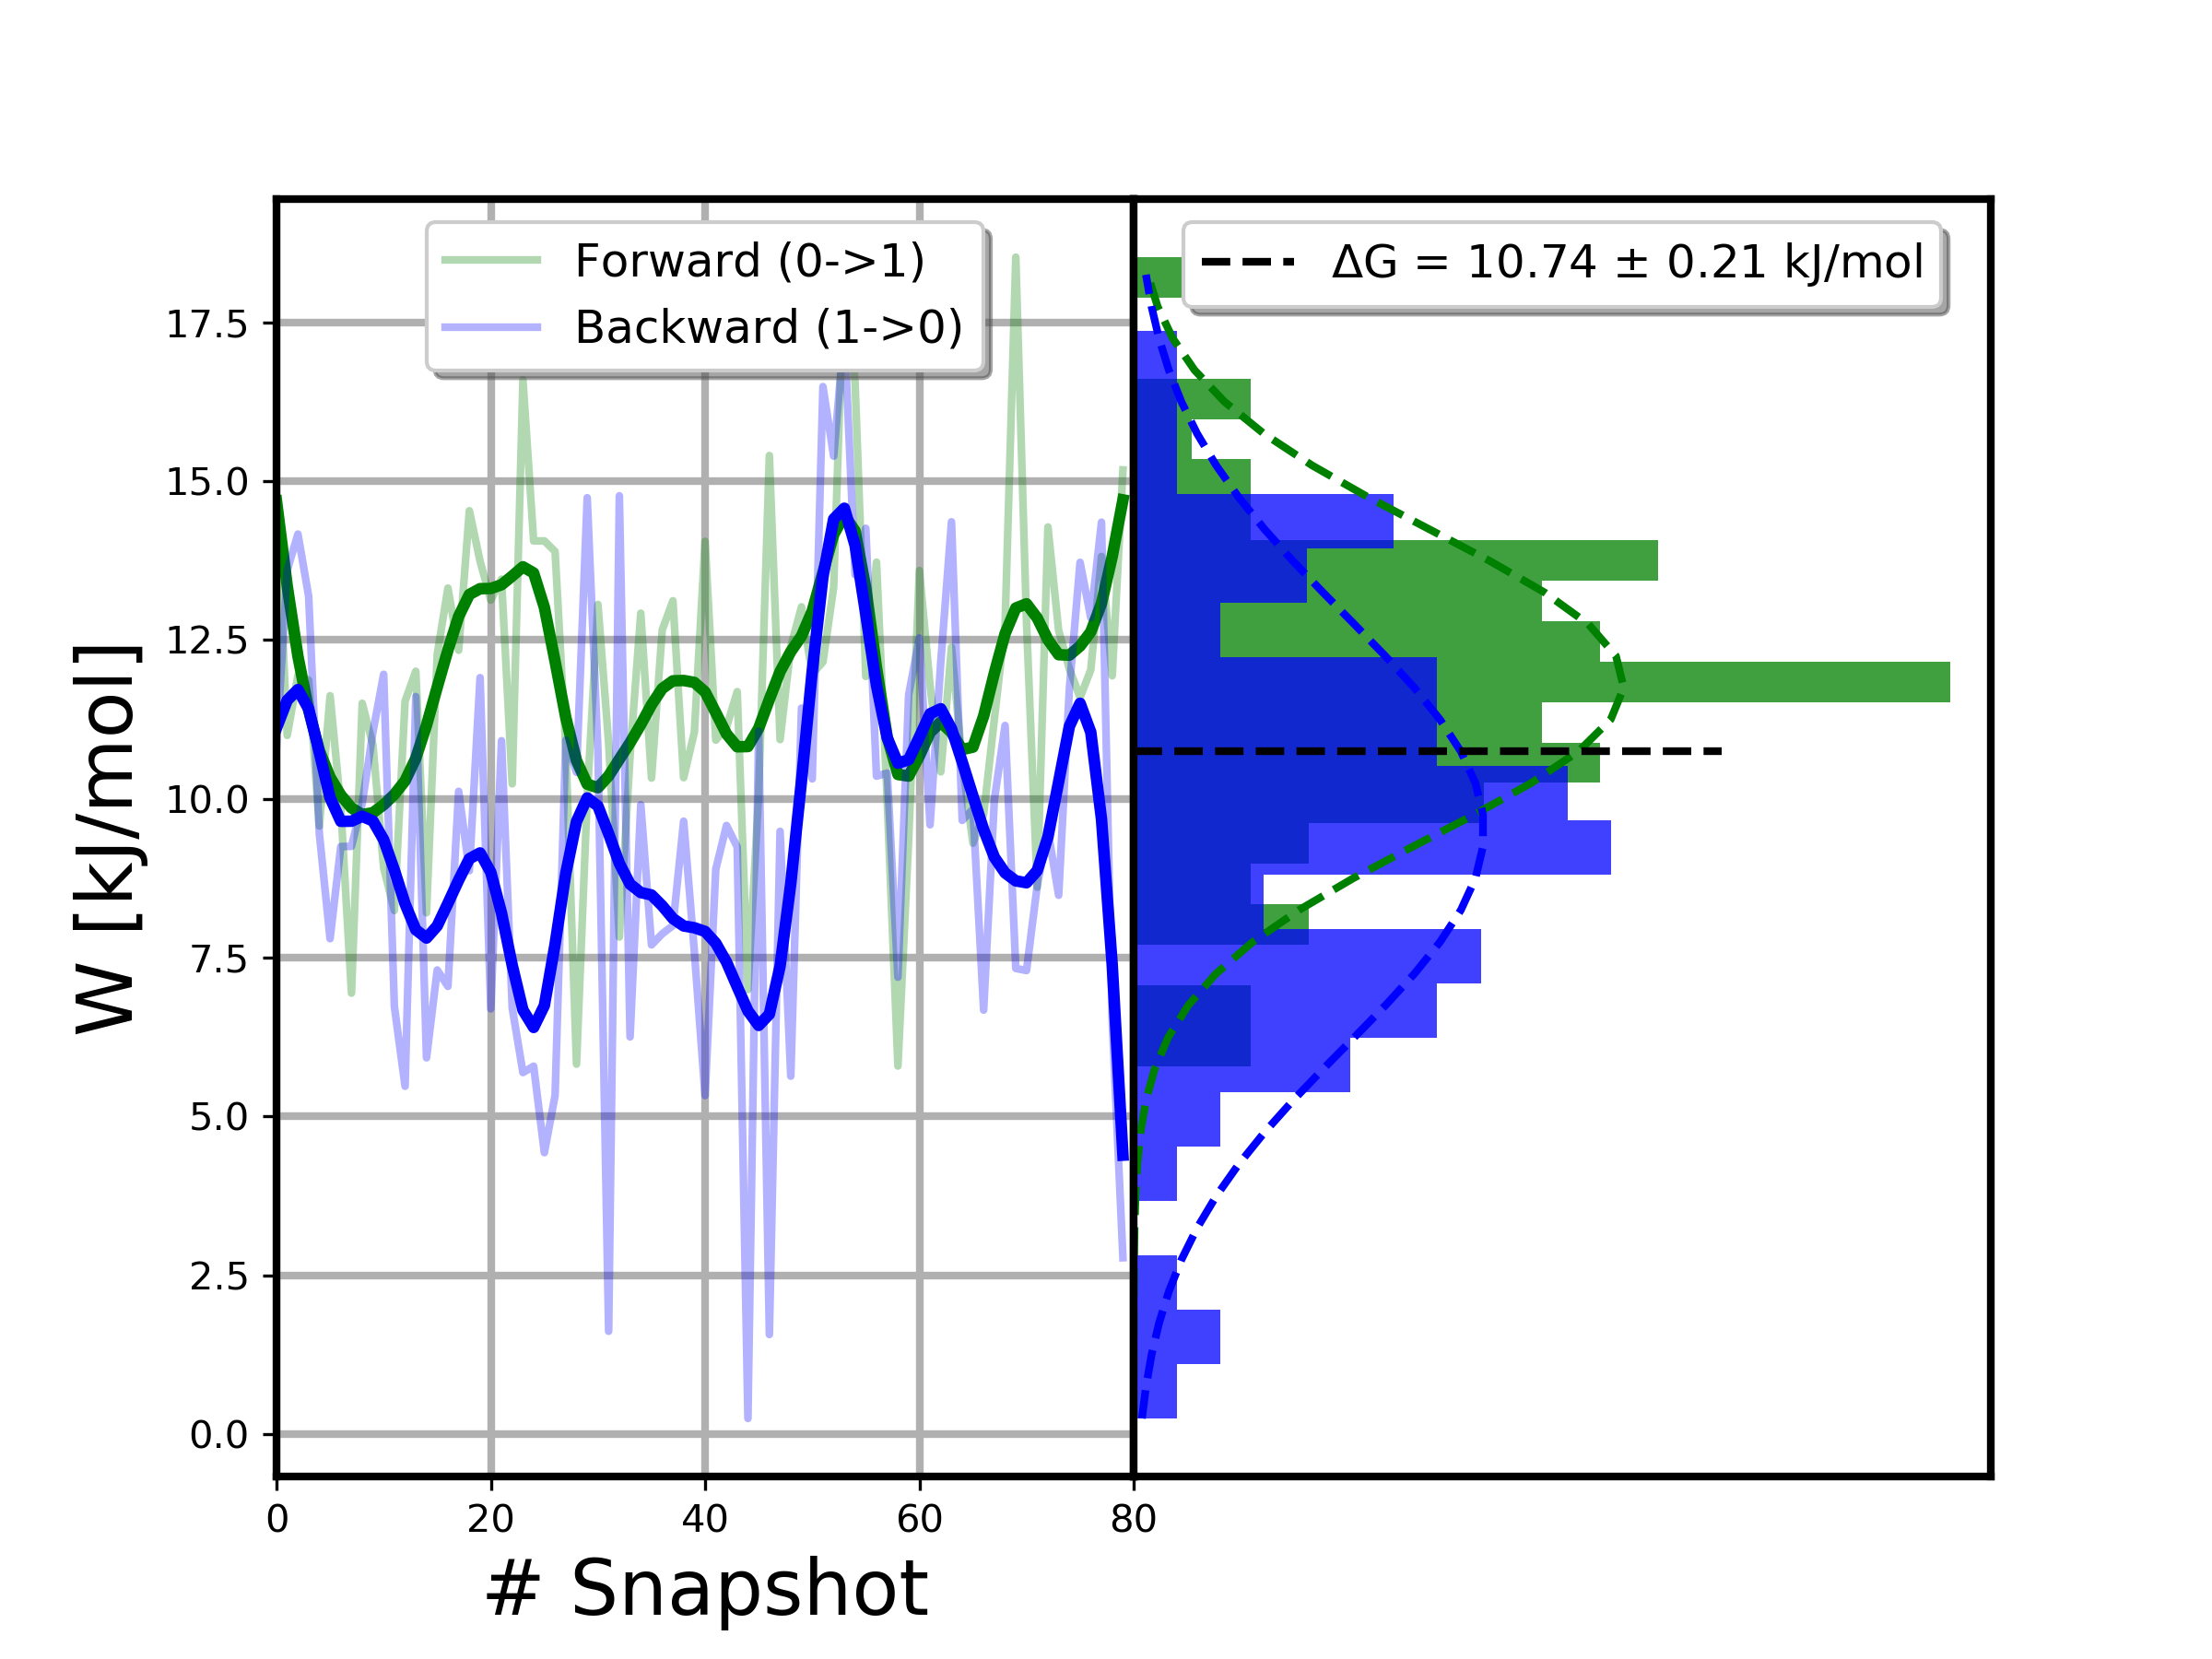 Forward (0->1)
Backward (1->0)
ΔG = 10.74 ± 0.21 kJ/mol
W [kJ/mol]
17.5
15.0
12.5
10.0
7.5
5.0
2.5
0.0
0 20 40 60 80
# Snapshot